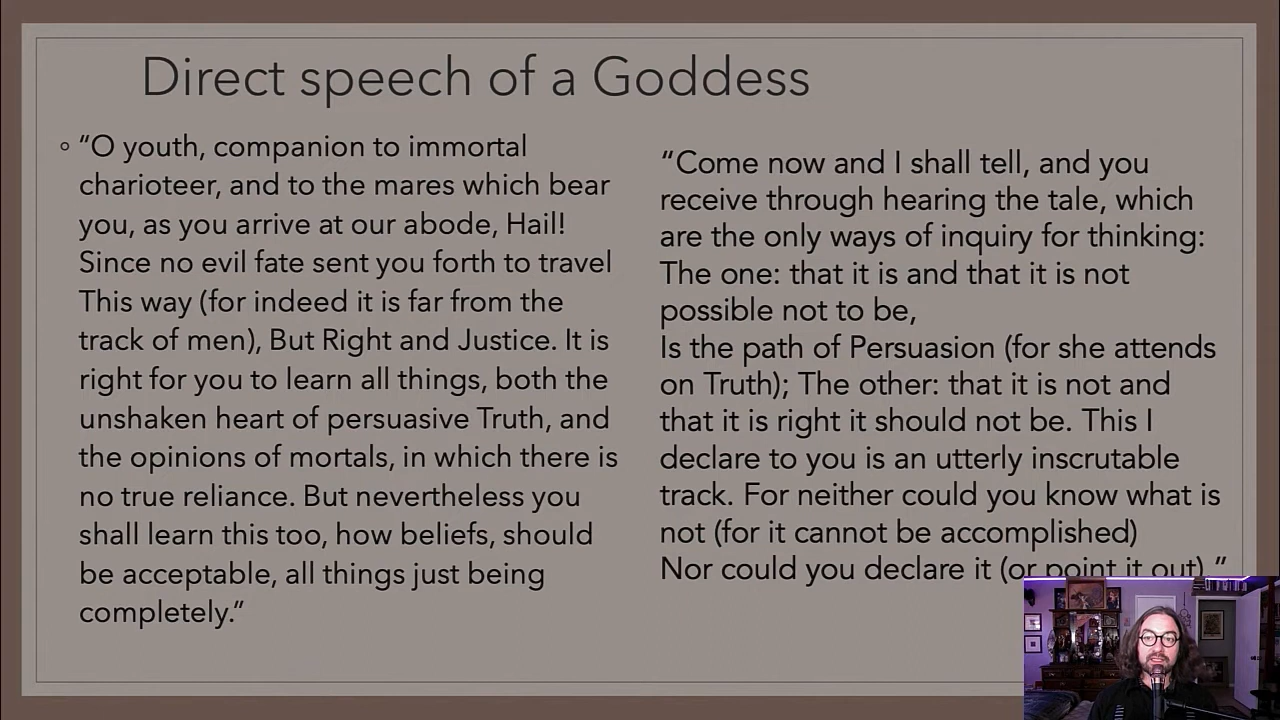 Direct speech of a Goddess
“O youth, companion to immortal
charioteer, and to the mares which bear
you, as you arrive at our abode, Hail!
Since no evil fate sent you forth to travel
This way (for indeed it is far from the
track of men), But Right and Justice. It is
right for you to learn all things, both the
unshaken heart of persuasive Truth, and
the opinions of mortals, in which there is
no true reliance. But nevertheless you
shall learn this too, how beliefs, should
be acceptable, all things just being
completely.”
“Come now and I shall tell, and you
receive through hearing the tale, which
are the only ways of inquiry for thinking:
The one: that it is and that it is not
possible not to be,
Is the path of Persuasion (for she attends
on Truth); The other: that it is not and
that it is right it should not be. This I
declare to you is an utterly inscrutable
track. For neither could you know what is
not (for it cannot be accomplished)
Nor could you declare it (or point it out).”